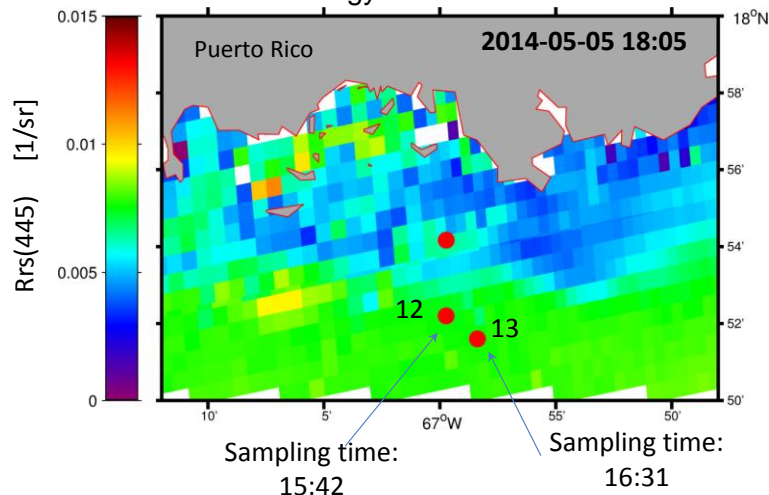 gy
0.015
Puerto Rico
2014-05-05 18:05
18°N
58'
0.01
56'
Rrs(445) [1/sr]
0.005
54'
12
13
52'
0
50'
10'
5'
67°W
55'
50'
Sampling time:
15:42
Sampling time:
16:31